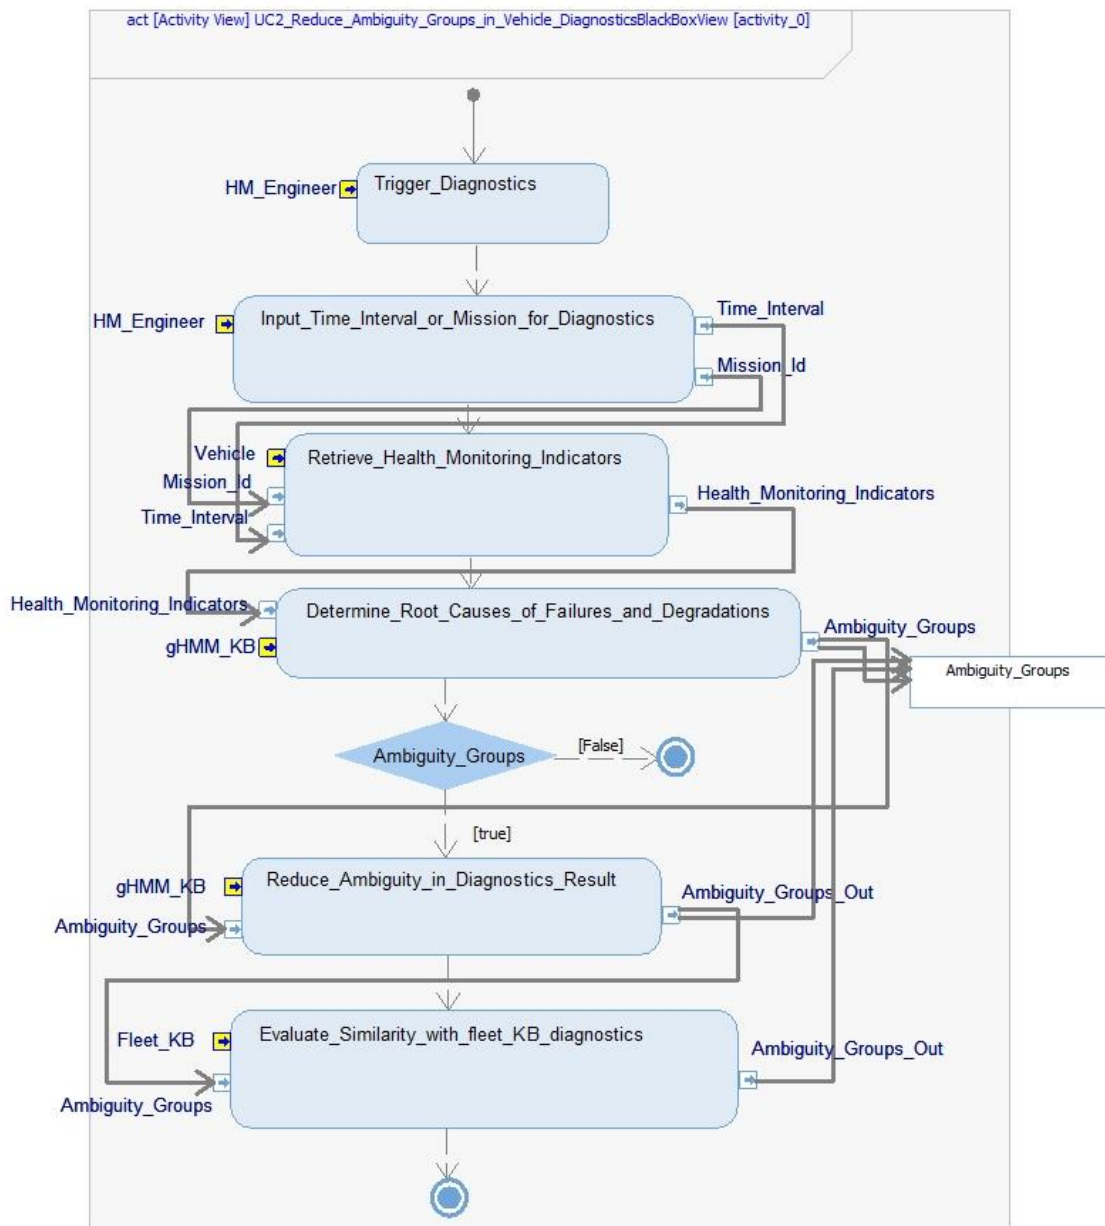 act [Activity View] UC2_Reduce_Ambiguity_Groups_in_Vehicle_DiagnosticsBlackBoxView [activity_0]
HM_Engineer
Trigger_Diagnostics
HM_Engineer
Input_Time_Interval_or_Mission_for_Diagnostics
Time_Interval
Mission_Id
Vehicle
Retrieve_Health_Monitoring_Indicators
Mission_Id
Time_Interval
Health_Monitoring_Indicators
Health_Monitoring_Indicators
Determine_Root_Causes_of_Failures_and_Degradations
gHMM_KB
Ambiguity_Groups
Ambiguity_Groups
Ambiguity_Groups
[False]
[true]
gHMM_KB
Reduce_Ambiguity_in_Diagnostics_Result
Ambiguity_Groups_Out
Ambiguity_Groups
Fleet_KB
Evaluate_Similarity_with_fleet_KB_diagnostics
Ambiguity_Groups_Out
Ambiguity_Groups